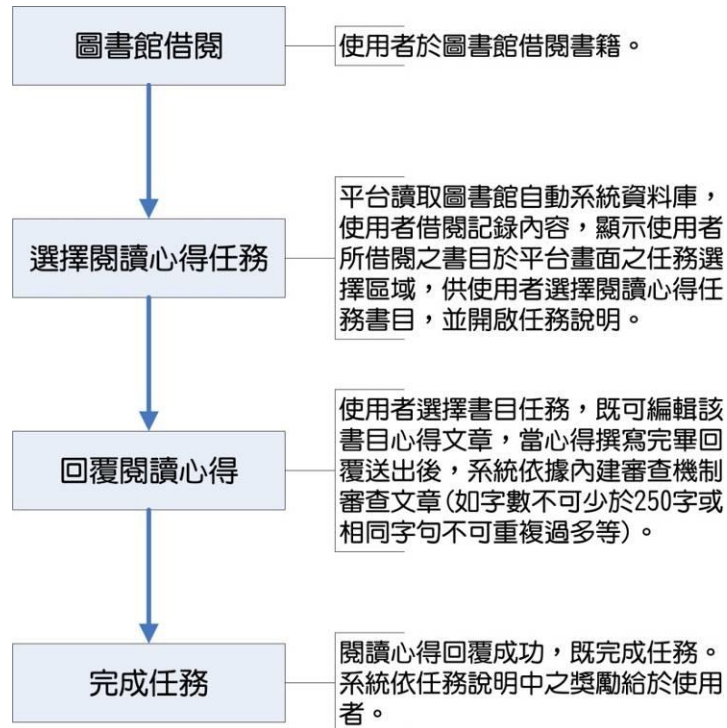 圖書館借閱
使用者於圖書館借閱書籍。
選擇閱讀心得任務
平台讀取圖書館自動系統資料庫，
使用者借閱記錄內容，顯示使用者
所借閱之書目於平台畫面之任務選
擇區域，供使用者選擇閱讀心得任
務書目，並開啟任務說明。
回覆閱讀心得
使用者選擇書目任務，既可編輯該
書目心得文章，當心得撰寫完畢回
覆送出後，系統依據內建審查機制
審查文章(如字數不可少於250字或
相同字句不可重複過多等)。
完成任務
閱讀心得回覆成功，既完成任務。
系統依任務說明中之獎勵給於使用
者。